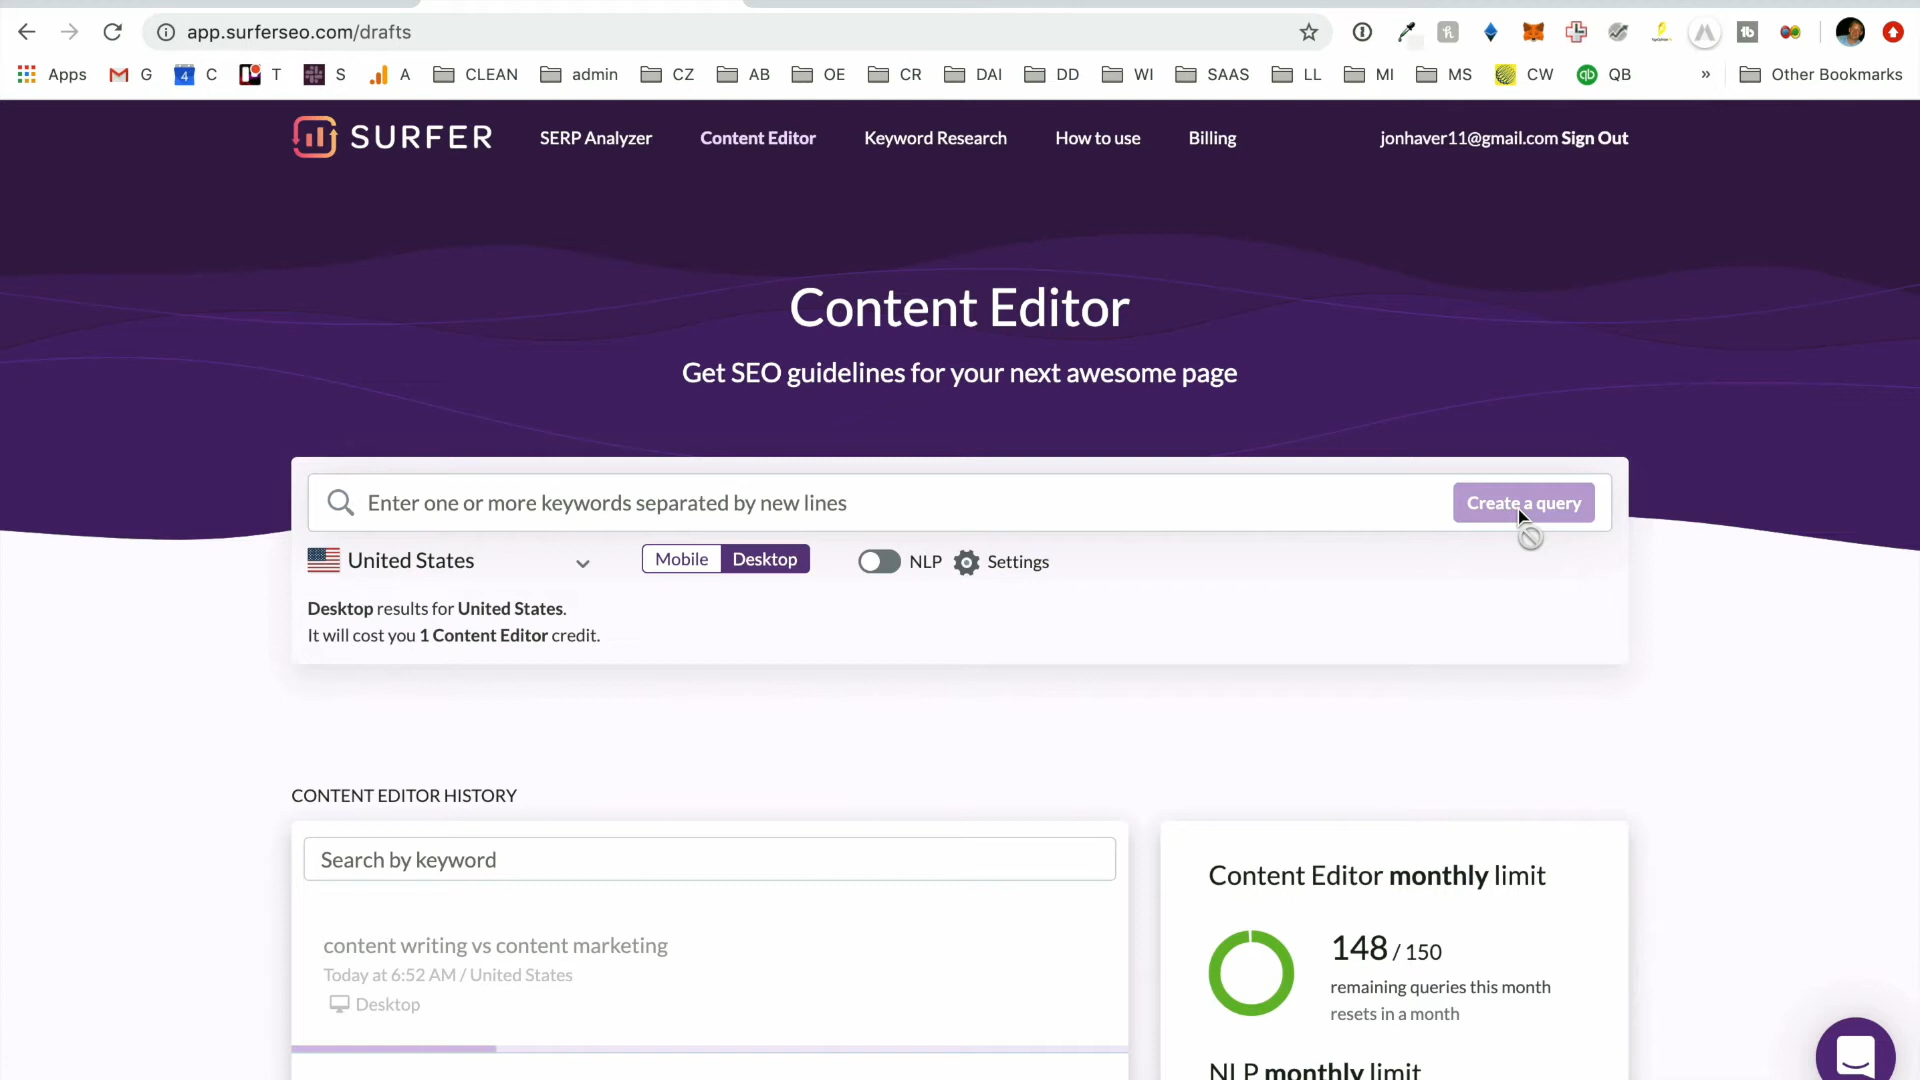 app.surferseo.com/drafts
Apps G 4 C T S A CLEAN admin CZ AB OE CR DAI DD WI SAAS LL MI MS CW qb QB » Other Bookmarks
SURFER SERP Analyzer Content Editor Keyword Research How to use Billing jonhaver11@gmail.com Sign Out
Content Editor
Get SEO guidelines for your next awesome page
Enter one or more keywords separated by new lines Create a query
United States Mobile Desktop NLP Settings
Desktop results for United States.
It will cost you 1 Content Editor credit.
CONTENT EDITOR HISTORY
Search by keyword
content writing vs content marketing
Today at 6:52 AM / United States
Desktop
Content Editor monthly limit
148 / 150
remaining queries this month
resets in a month
NLP monthly limit